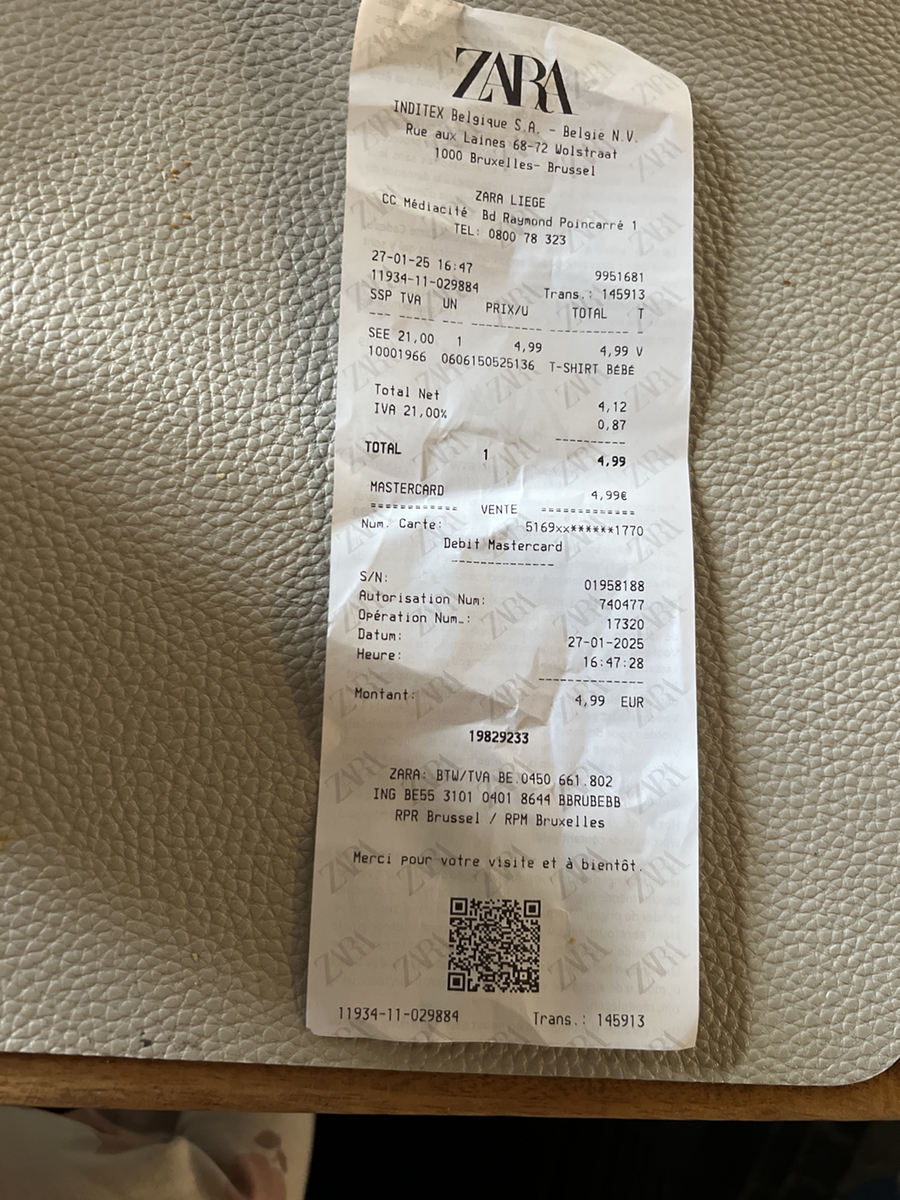 ZARA
INDITEX Belgique S.A. - Belgie N.V.
Rue aux Laines 68-72 Wolstraat
1000 Bruxelles- Brussel
ZARA LIEGE
CC Médiacité Bd Raymond Poincarré 1
TEL: 0800 78 323
27-01-25 16:47 9951681
11934-11-029884 Trans.: 145913
SSP TVA UN PRIX/U TOTAL T
SEE 21,00 1 4,99 4,99 V
10001966 0606150525136 T-SHIRT BÉBÉ
Total Net 4,12
IVA 21,00% 0,87
TOTAL 1 4,99
MASTERCARD 4,99€
============ VENTE =============
Num. Carte: 5169xx******1770
Debit Mastercard
S/N: 01958188
Autorisation Num: 740477
Opération Num.: 17320
Datum: 27-01-2025
Heure: 16:47:28
Montant: 4,99 EUR
19829233
ZARA: BTW/TVA BE.0450 661.802
ING BE55 3101 0401 8644 BBRUBEBB
RPR Brussel / RPM Bruxelles
Merci pour votre visite et à bientôt.
11934-11-029884 Trans.: 145913